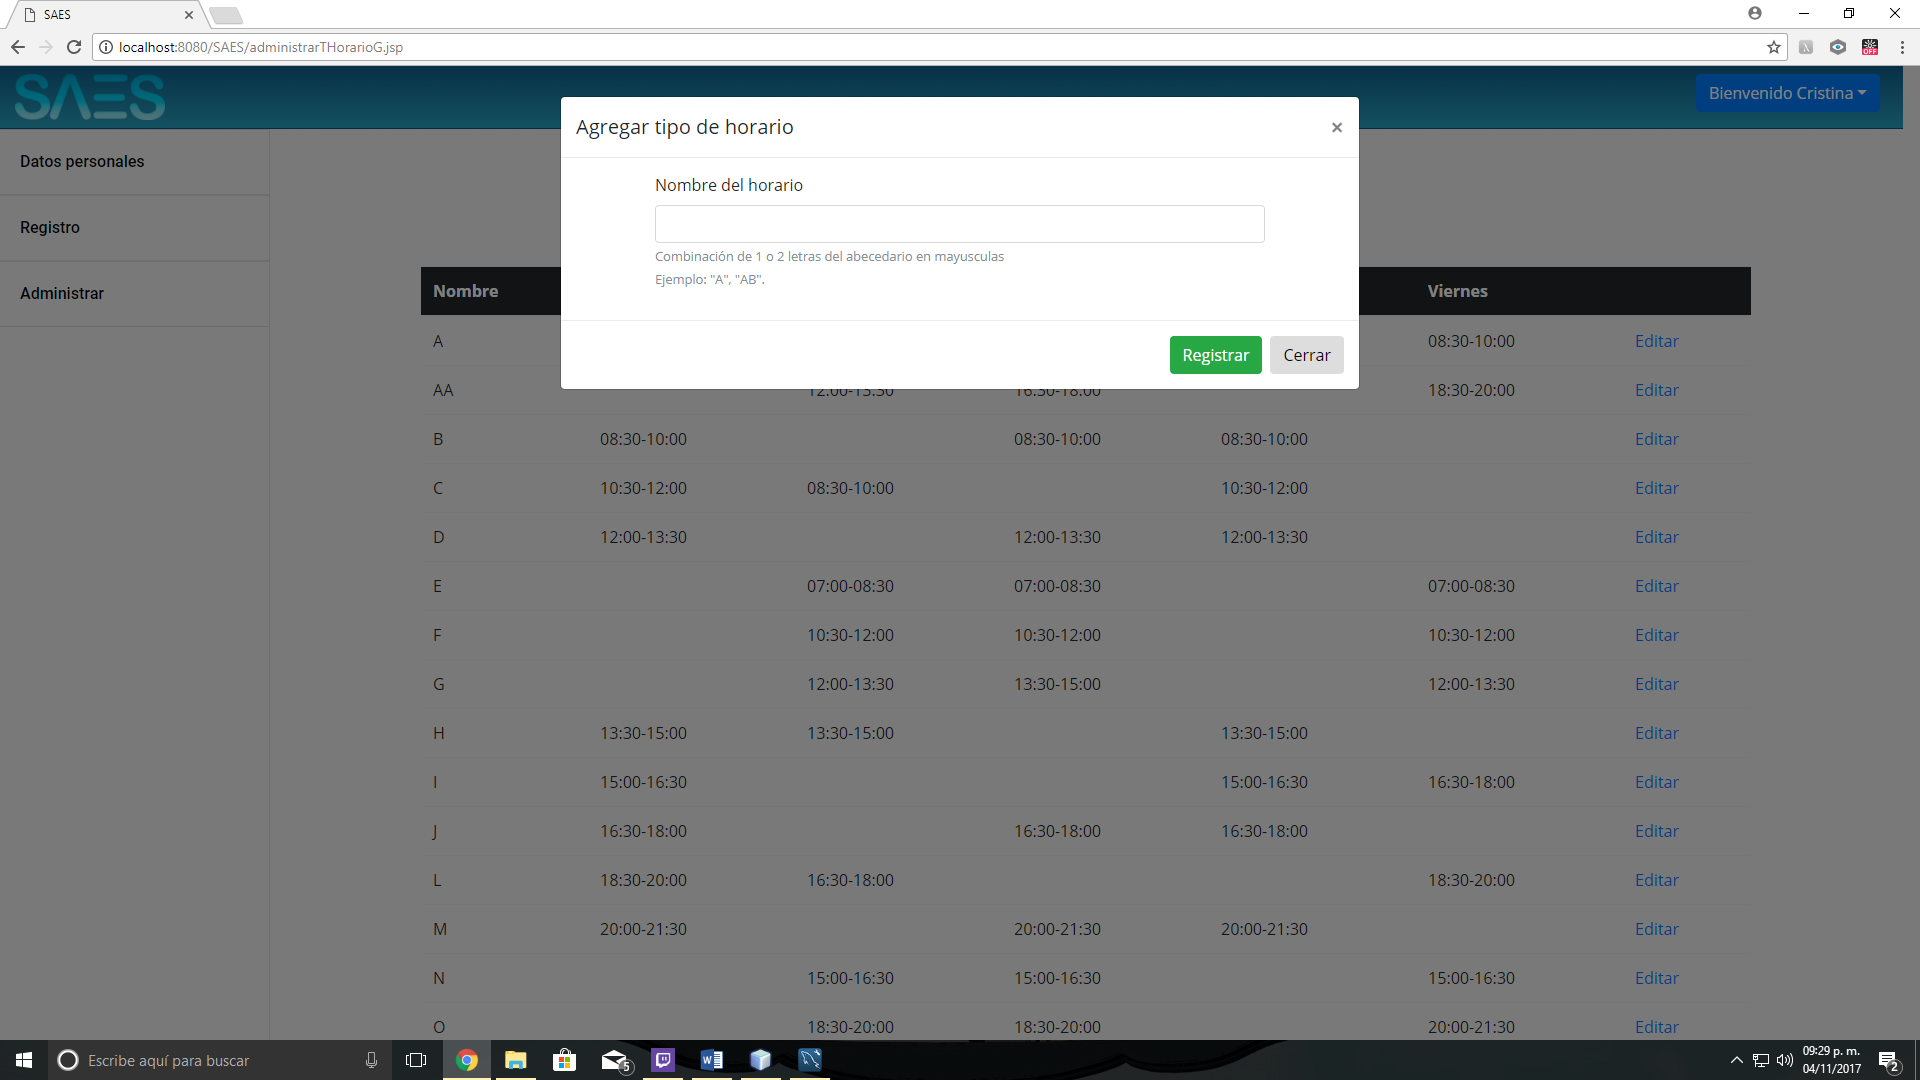 SAES
localhost:8080/SAES/administrarTHorarioG.jsp
SAES
Bienvenido Cristina
Agregar tipo de horario
×
Datos personales
Registro
Administrar
Nombre del horario
Combinación de 1 o 2 letras del abecedario en mayusculas
Ejemplo: "A", "AB".
Registrar Cerrar
Nombre Viernes
A 08:30-10:00 Editar
AA 12:00-13:30 16:30-18:00 18:30-20:00 Editar
B 08:30-10:00 08:30-10:00 08:30-10:00 Editar
C 10:30-12:00 08:30-10:00 10:30-12:00 Editar
D 12:00-13:30 12:00-13:30 12:00-13:30 Editar
E 07:00-08:30 07:00-08:30 07:00-08:30 Editar
F 10:30-12:00 10:30-12:00 10:30-12:00 Editar
G 12:00-13:30 13:30-15:00 12:00-13:30 Editar
H 13:30-15:00 13:30-15:00 13:30-15:00 Editar
I 15:00-16:30 15:00-16:30 16:30-18:00 Editar
J 16:30-18:00 16:30-18:00 16:30-18:00 Editar
L 18:30-20:00 16:30-18:00 18:30-20:00 Editar
M 20:00-21:30 20:00-21:30 20:00-21:30 Editar
N 15:00-16:30 15:00-16:30 15:00-16:30 Editar
O 18:30-20:00 18:30-20:00 20:00-21:30 Editar
Escribe aquí para buscar
5
09:29 p. m.
04/11/2017
2